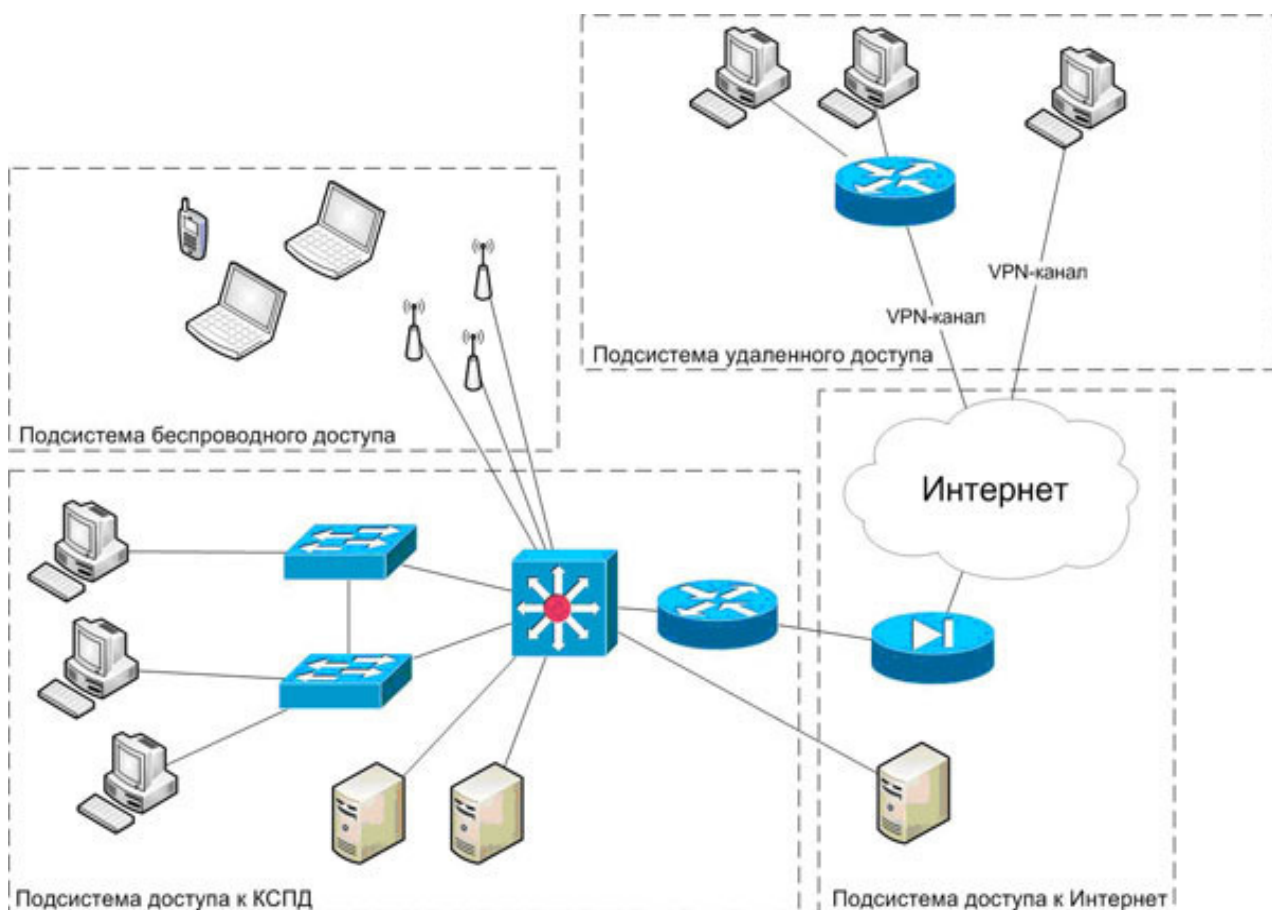 VPN-канал
VPN-канал
Подсистема удаленного доступа
Подсистема беспроводного доступа
Интернет
Подсистема доступа к КСПД
Подсистема доступа к Интернет